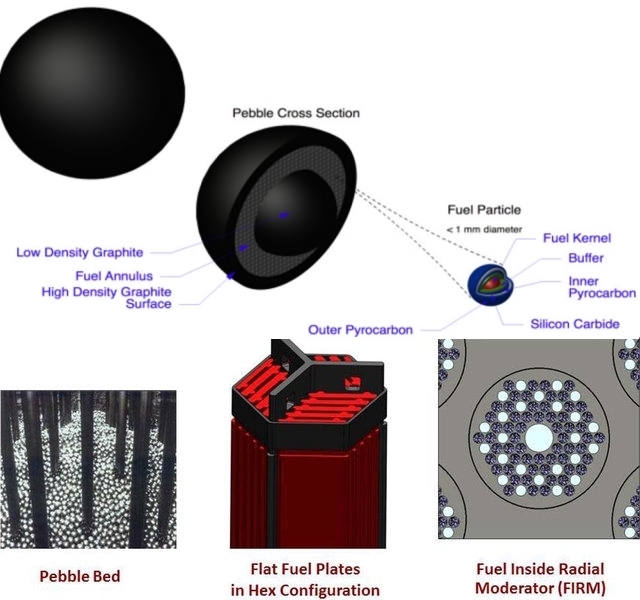 Pebble Cross Section
Fuel Particle
< 1 mm diameter
Fuel Kernel
Low Density Graphite
Buffer
Fuel Annulus
Inner
Pyrocarbon
High Density Graphite
Surface
Outer Pyrocarbon
Silicon Carbide
Pebble Bed
Flat Fuel Plates
in Hex Configuration
Fuel Inside Radial
Moderator (FIRM)